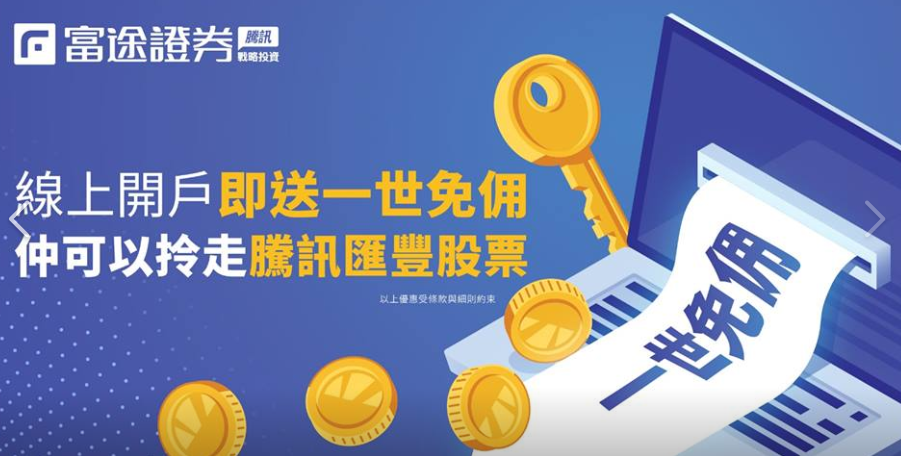 富途證券
騰訊
戰略投資
線上開戶即送一世免佣
仲可以拎走騰訊匯豐股票
以上優惠受條款與細則約束
一世免佣